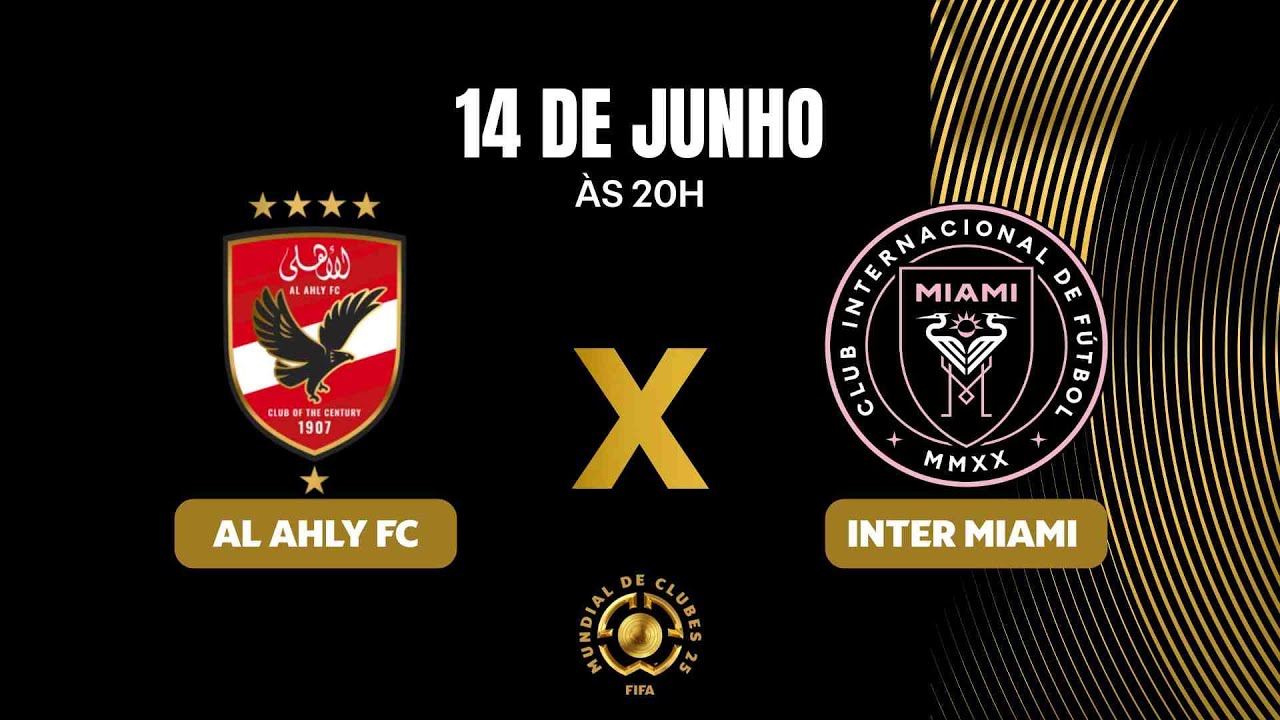 14 DE JUNHO
ÀS 20H
الأهلي
AL AHLY FC
CLUB OF THE CENTURY
1907
X
CLUB INTERNACIONAL DE FÚTBOL
MIAMI
MMXX
AL AHLY FC
INTER MIAMI
MUNDIAL DE CLUBES 25
FIFA